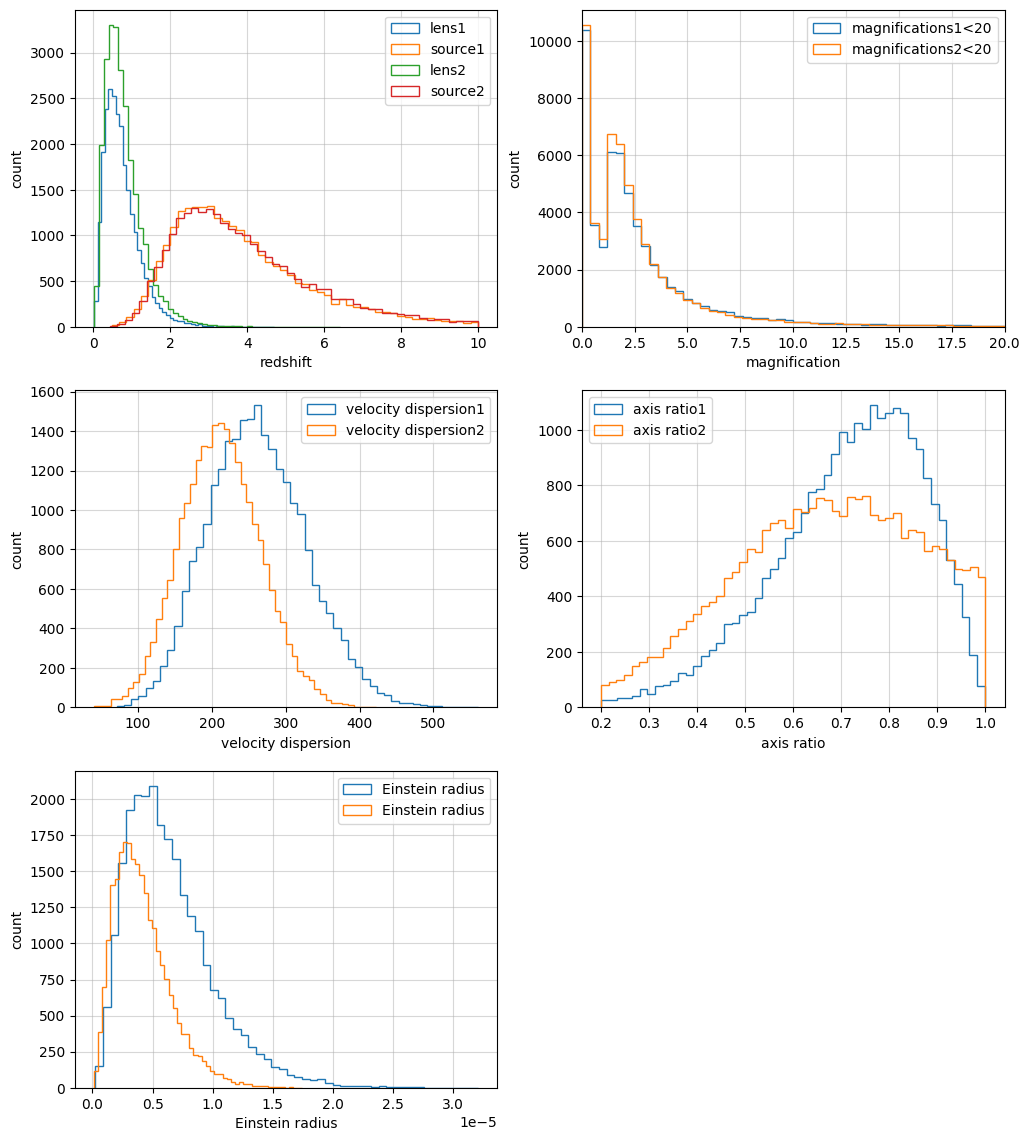 lens1
source1
lens2
source2
count
3000
2500
2000
1500
1000
500
0
0 2 4 6 8 10
redshift
magnifications1<20
magnifications2<20
count
10000
8000
6000
4000
2000
0
0.0 2.5 5.0 7.5 10.0 12.5 15.0 17.5 20.0
magnification
velocity dispersion1
velocity dispersion2
count
1600
1400
1200
1000
800
600
400
200
0
100 200 300 400 500
velocity dispersion
axis ratio1
axis ratio2
count
1000
800
600
400
200
0
0.2 0.3 0.4 0.5 0.6 0.7 0.8 0.9 1.0
axis ratio
Einstein radius
Einstein radius
count
2000
1750
1500
1250
1000
750
500
250
0
0.0 0.5 1.0 1.5 2.0 2.5 3.0
1e−5
Einstein radius